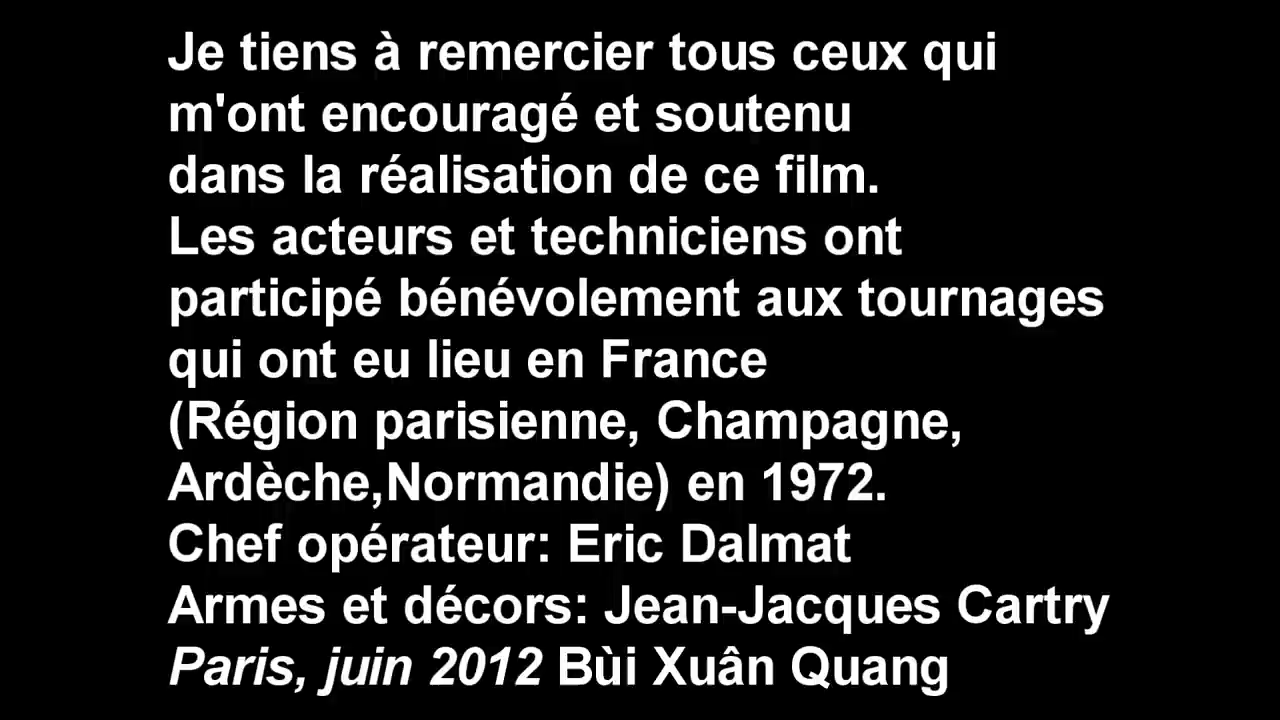 Je tiens à remercier tous ceux qui
m'ont encouragé et soutenu
dans la réalisation de ce film.
Les acteurs et techniciens ont
participé bénévolement aux tournages
qui ont eu lieu en France
(Région parisienne, Champagne,
Ardèche,Normandie) en 1972.
Chef opérateur: Eric Dalmat
Armes et décors: Jean-Jacques Cartry
Paris, juin 2012 Bùi Xuân Quang